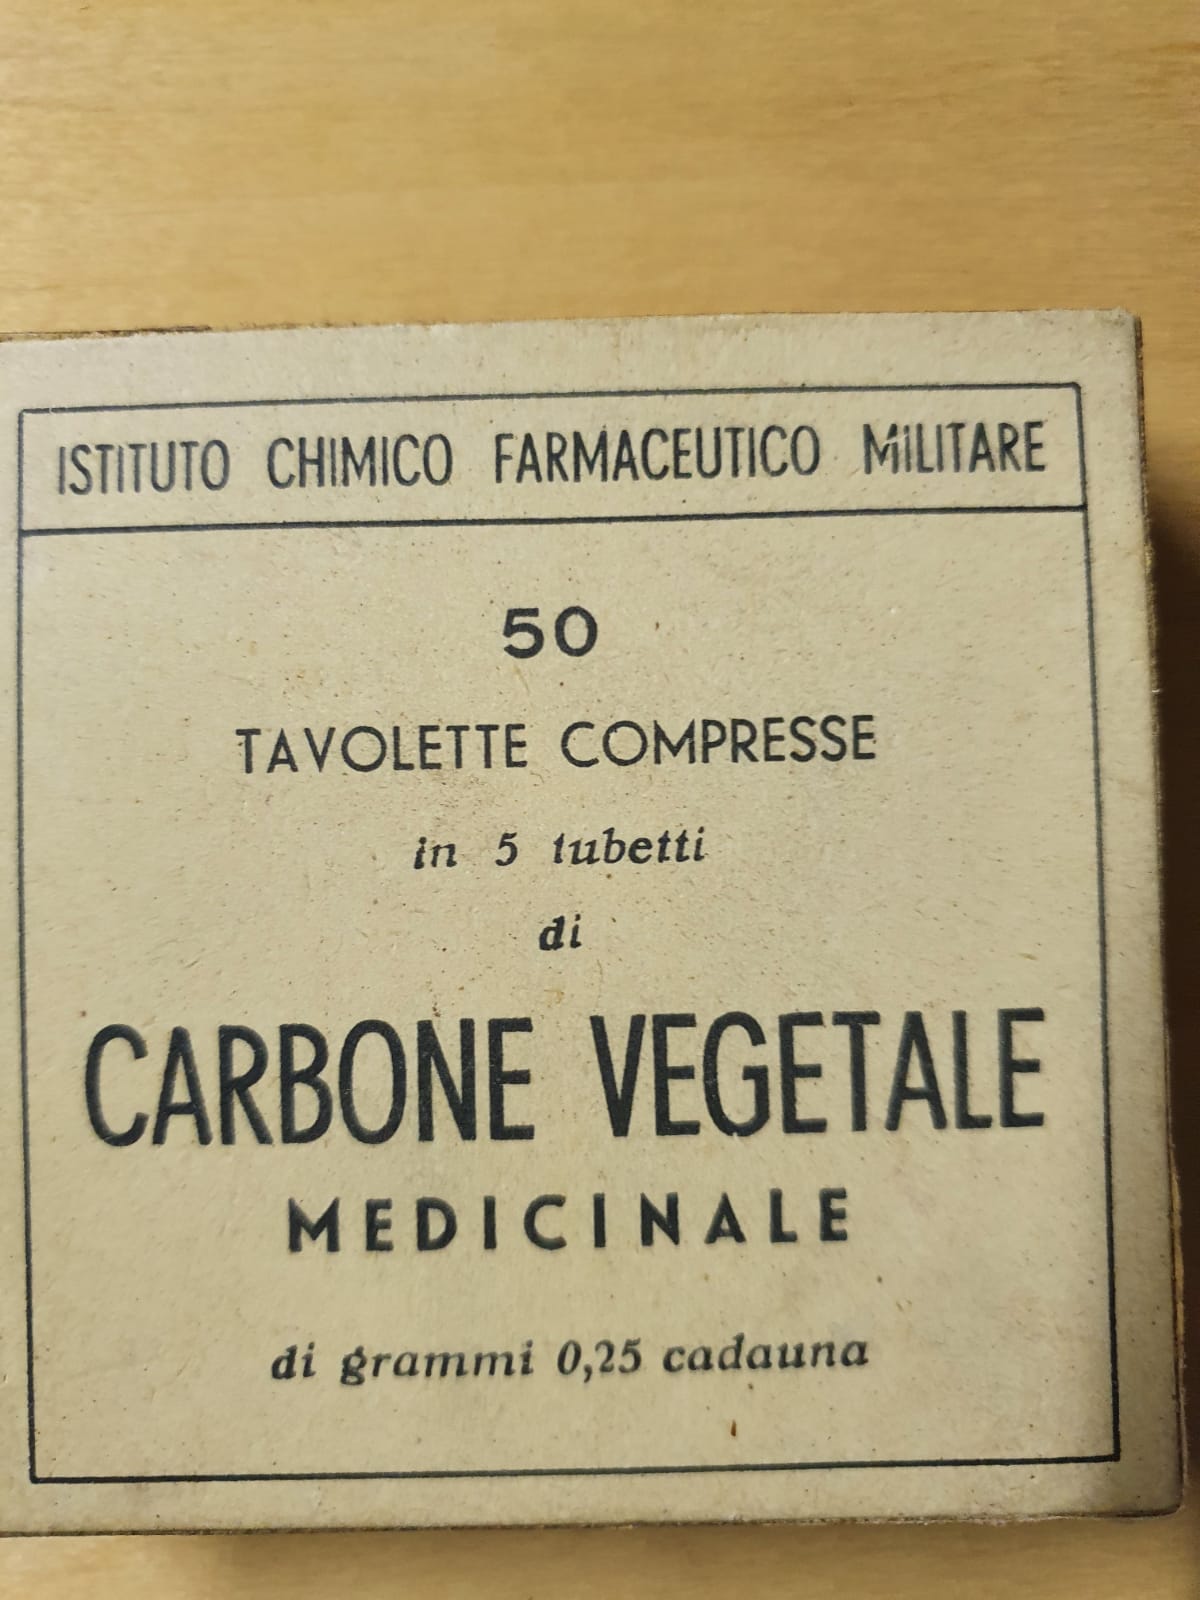 ISTITUTO CHIMICO FARMACEUTICO MILITARE
50
TAVOLETTE COMPRESSE
in 5 tubetti
di
CARBONE VEGETALE
MEDICINALE
di grammi 0,25 cadauna